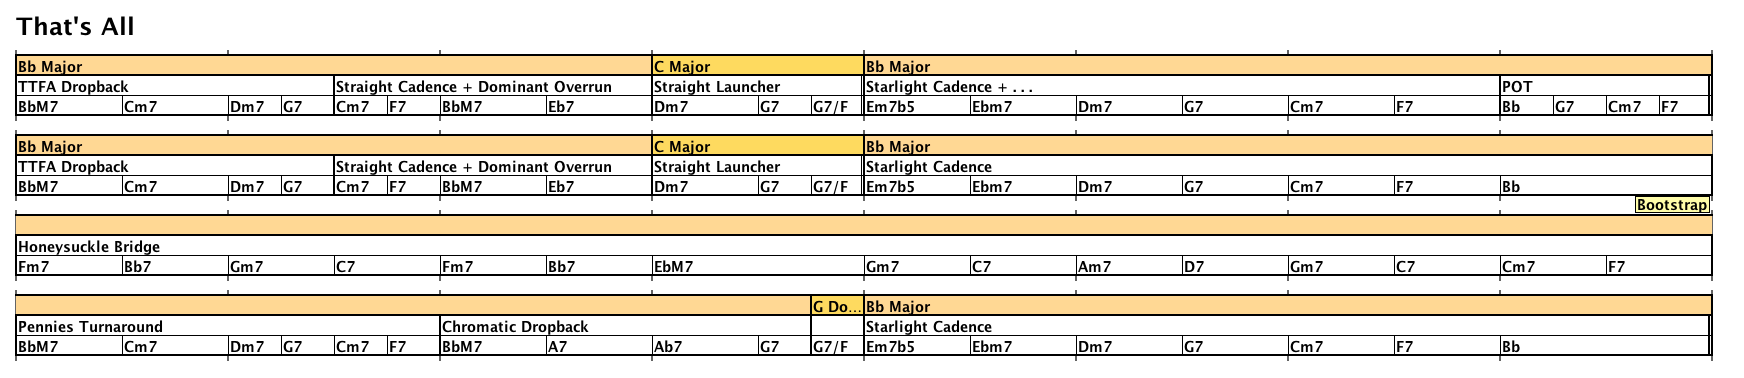 That's All
Bb Major C Major Bb Major
TTFA Dropback Straight Cadence + Dominant Overrun Straight Launcher Starlight Cadence + . . . POT
BbM7 Cm7 Dm7 G7 Cm7 F7 BbM7 Eb7 Dm7 G7 G7/F Em7b5 Ebm7 Dm7 G7 Cm7 F7 Bb G7 Cm7 F7
Bb Major C Major Bb Major
TTFA Dropback Straight Cadence + Dominant Overrun Straight Launcher Starlight Cadence
BbM7 Cm7 Dm7 G7 Cm7 F7 BbM7 Eb7 Dm7 G7 G7/F Em7b5 Ebm7 Dm7 G7 Cm7 F7 Bb
Bootstrap
Honeysuckle Bridge
Fm7 Bb7 Gm7 C7 Fm7 Bb7 EbM7 Gm7 C7 Am7 D7 Gm7 C7 Cm7 F7
G Do... Bb Major
Pennies Turnaround Chromatic Dropback Starlight Cadence
BbM7 Cm7 Dm7 G7 Cm7 F7 BbM7 A7 Ab7 G7 G7/F Em7b5 Ebm7 Dm7 G7 Cm7 F7 Bb